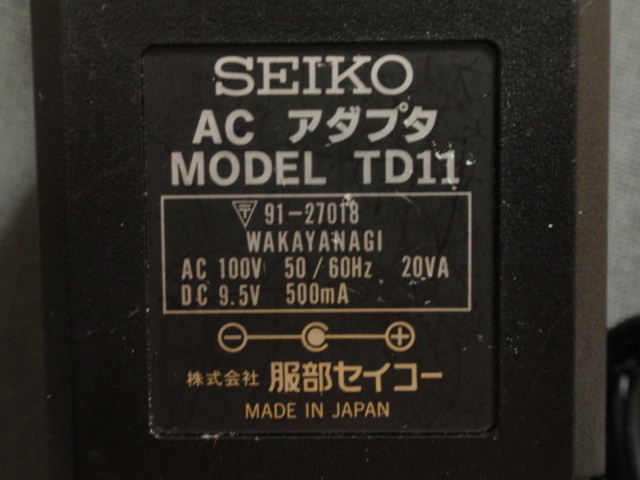 SEIKO
AC アダプタ
MODEL TD11
〒 91-27018
WAKAYANAGI
AC 100V 50/60Hz 20VA
DC 9.5V 500mA
株式会社 服部セイコー
MADE IN JAPAN